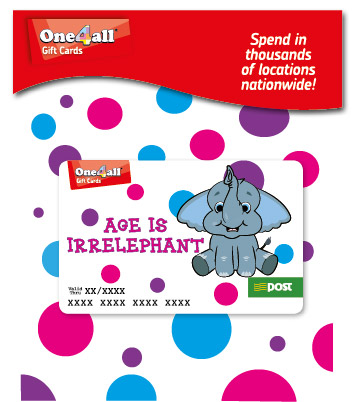 One4all
Gift Cards
Spend in
thousands
of locations
nationwide!
One4all
Gift Cards
AGE IS
IRRELEPHANT
Valid
Thru XX/XXXX
XXXX XXXX XXXX XXXX
post